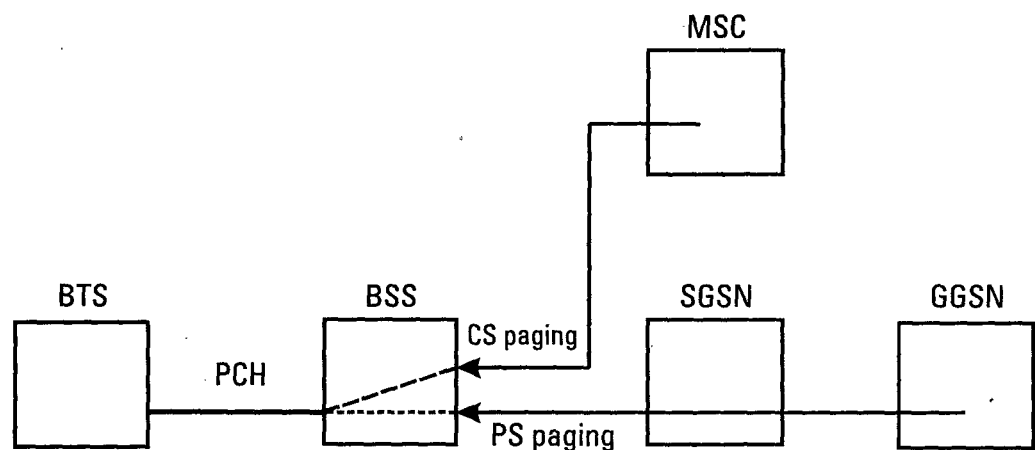 MSC
BTS
BSS
SGSN
GGSN
CS paging
PCH
PS paging